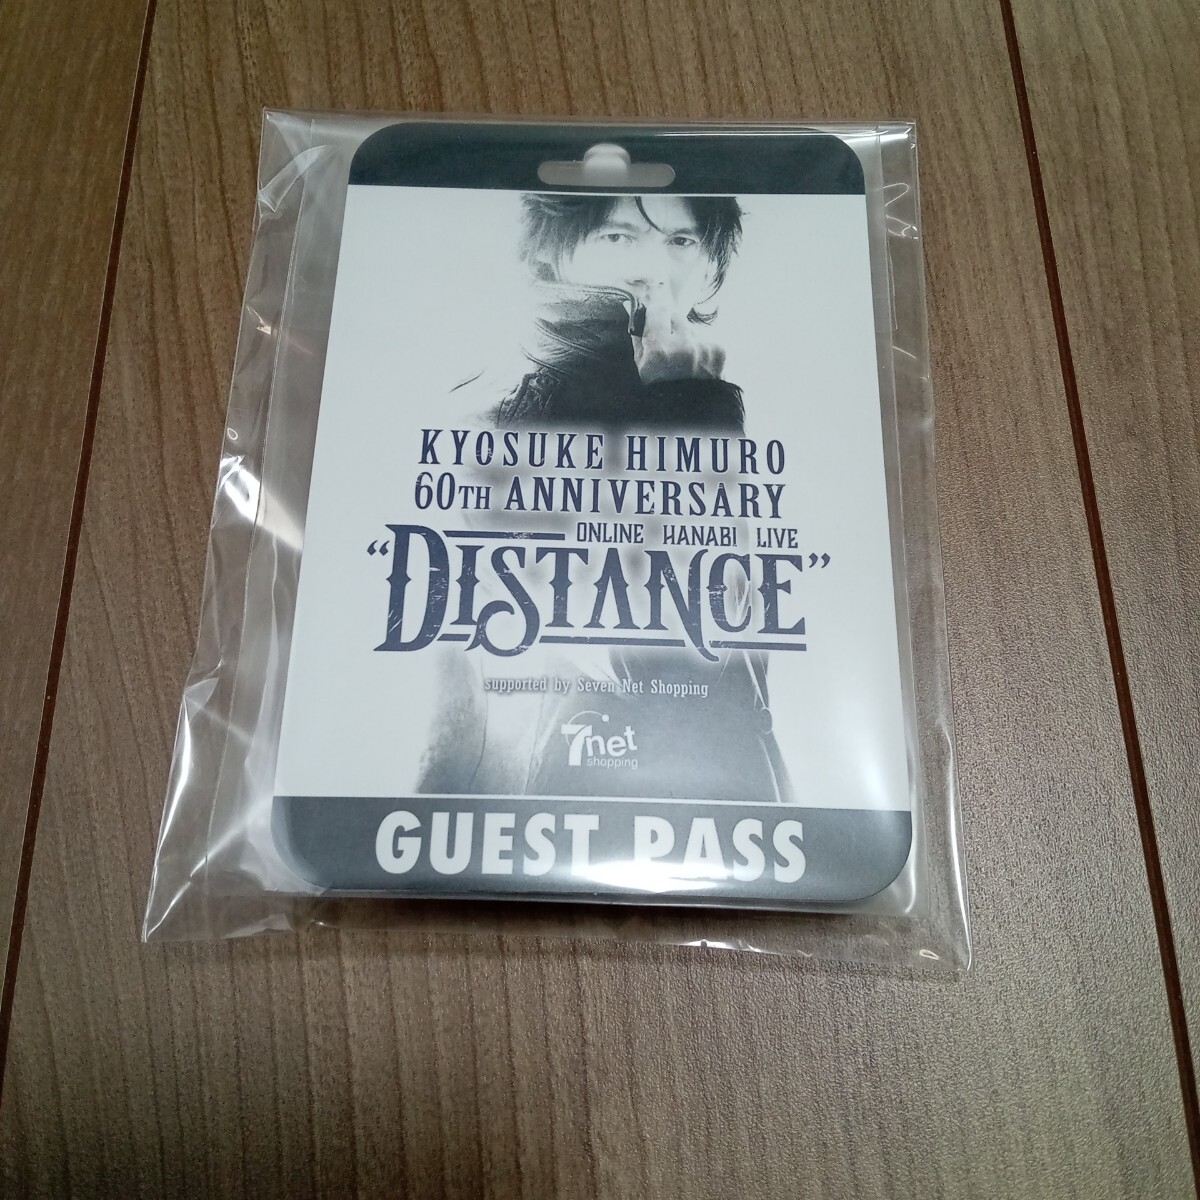 KYOSUKE HIMURO
60TH ANNIVERSARY
ONLINE HANABI LIVE
“DISTANCE”
supported by Seven Net Shopping
7net
shopping
GUEST PASS